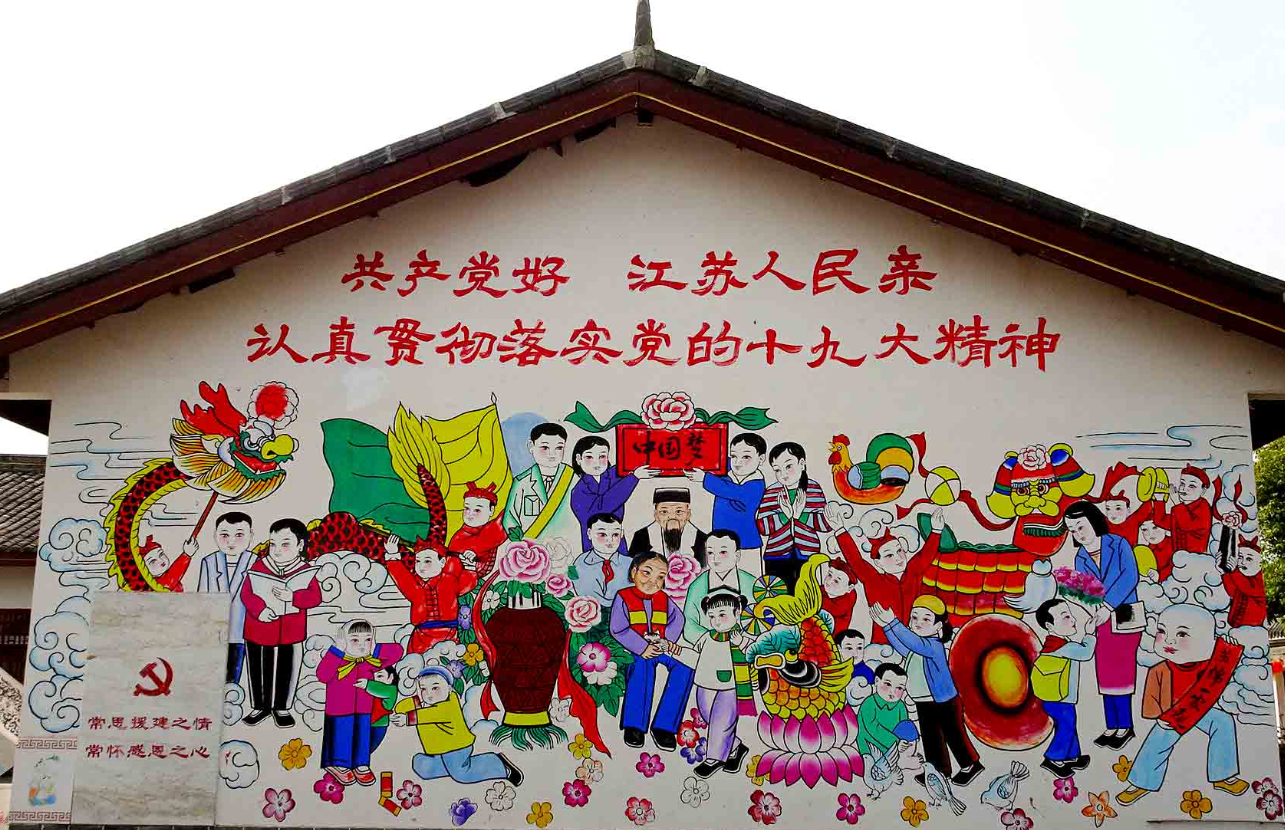 共产党好 江苏人民亲
认真贯彻落实党的十九大精神
中国梦
常思援建之情
常怀感恩之心